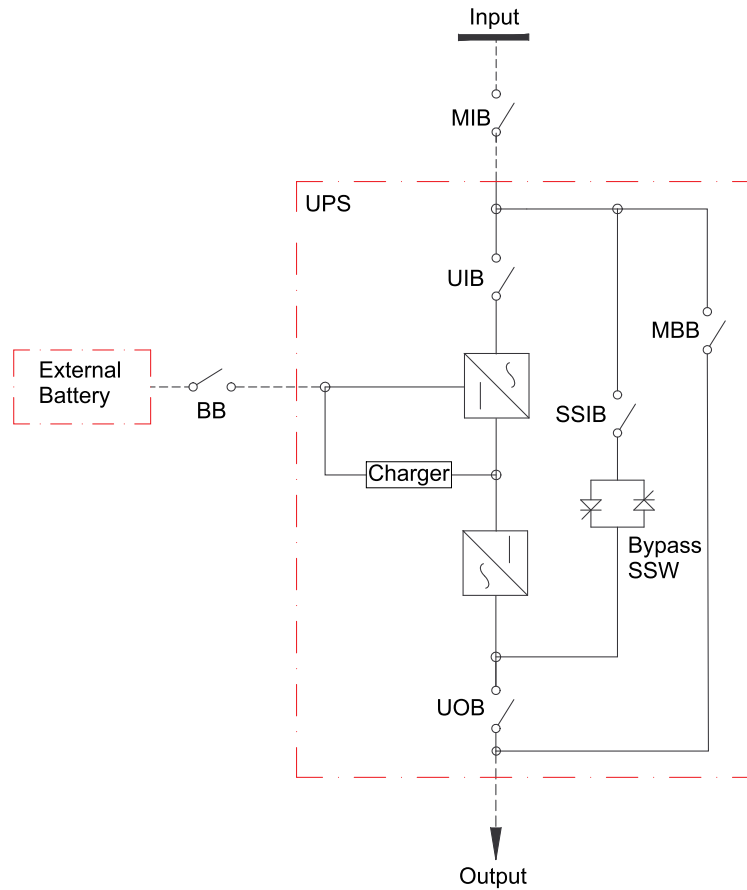 Input
MIB
UPS
UIB
MBB
External
Battery
BB
SSIB
Charger
Bypass
SSW
UOB
Output